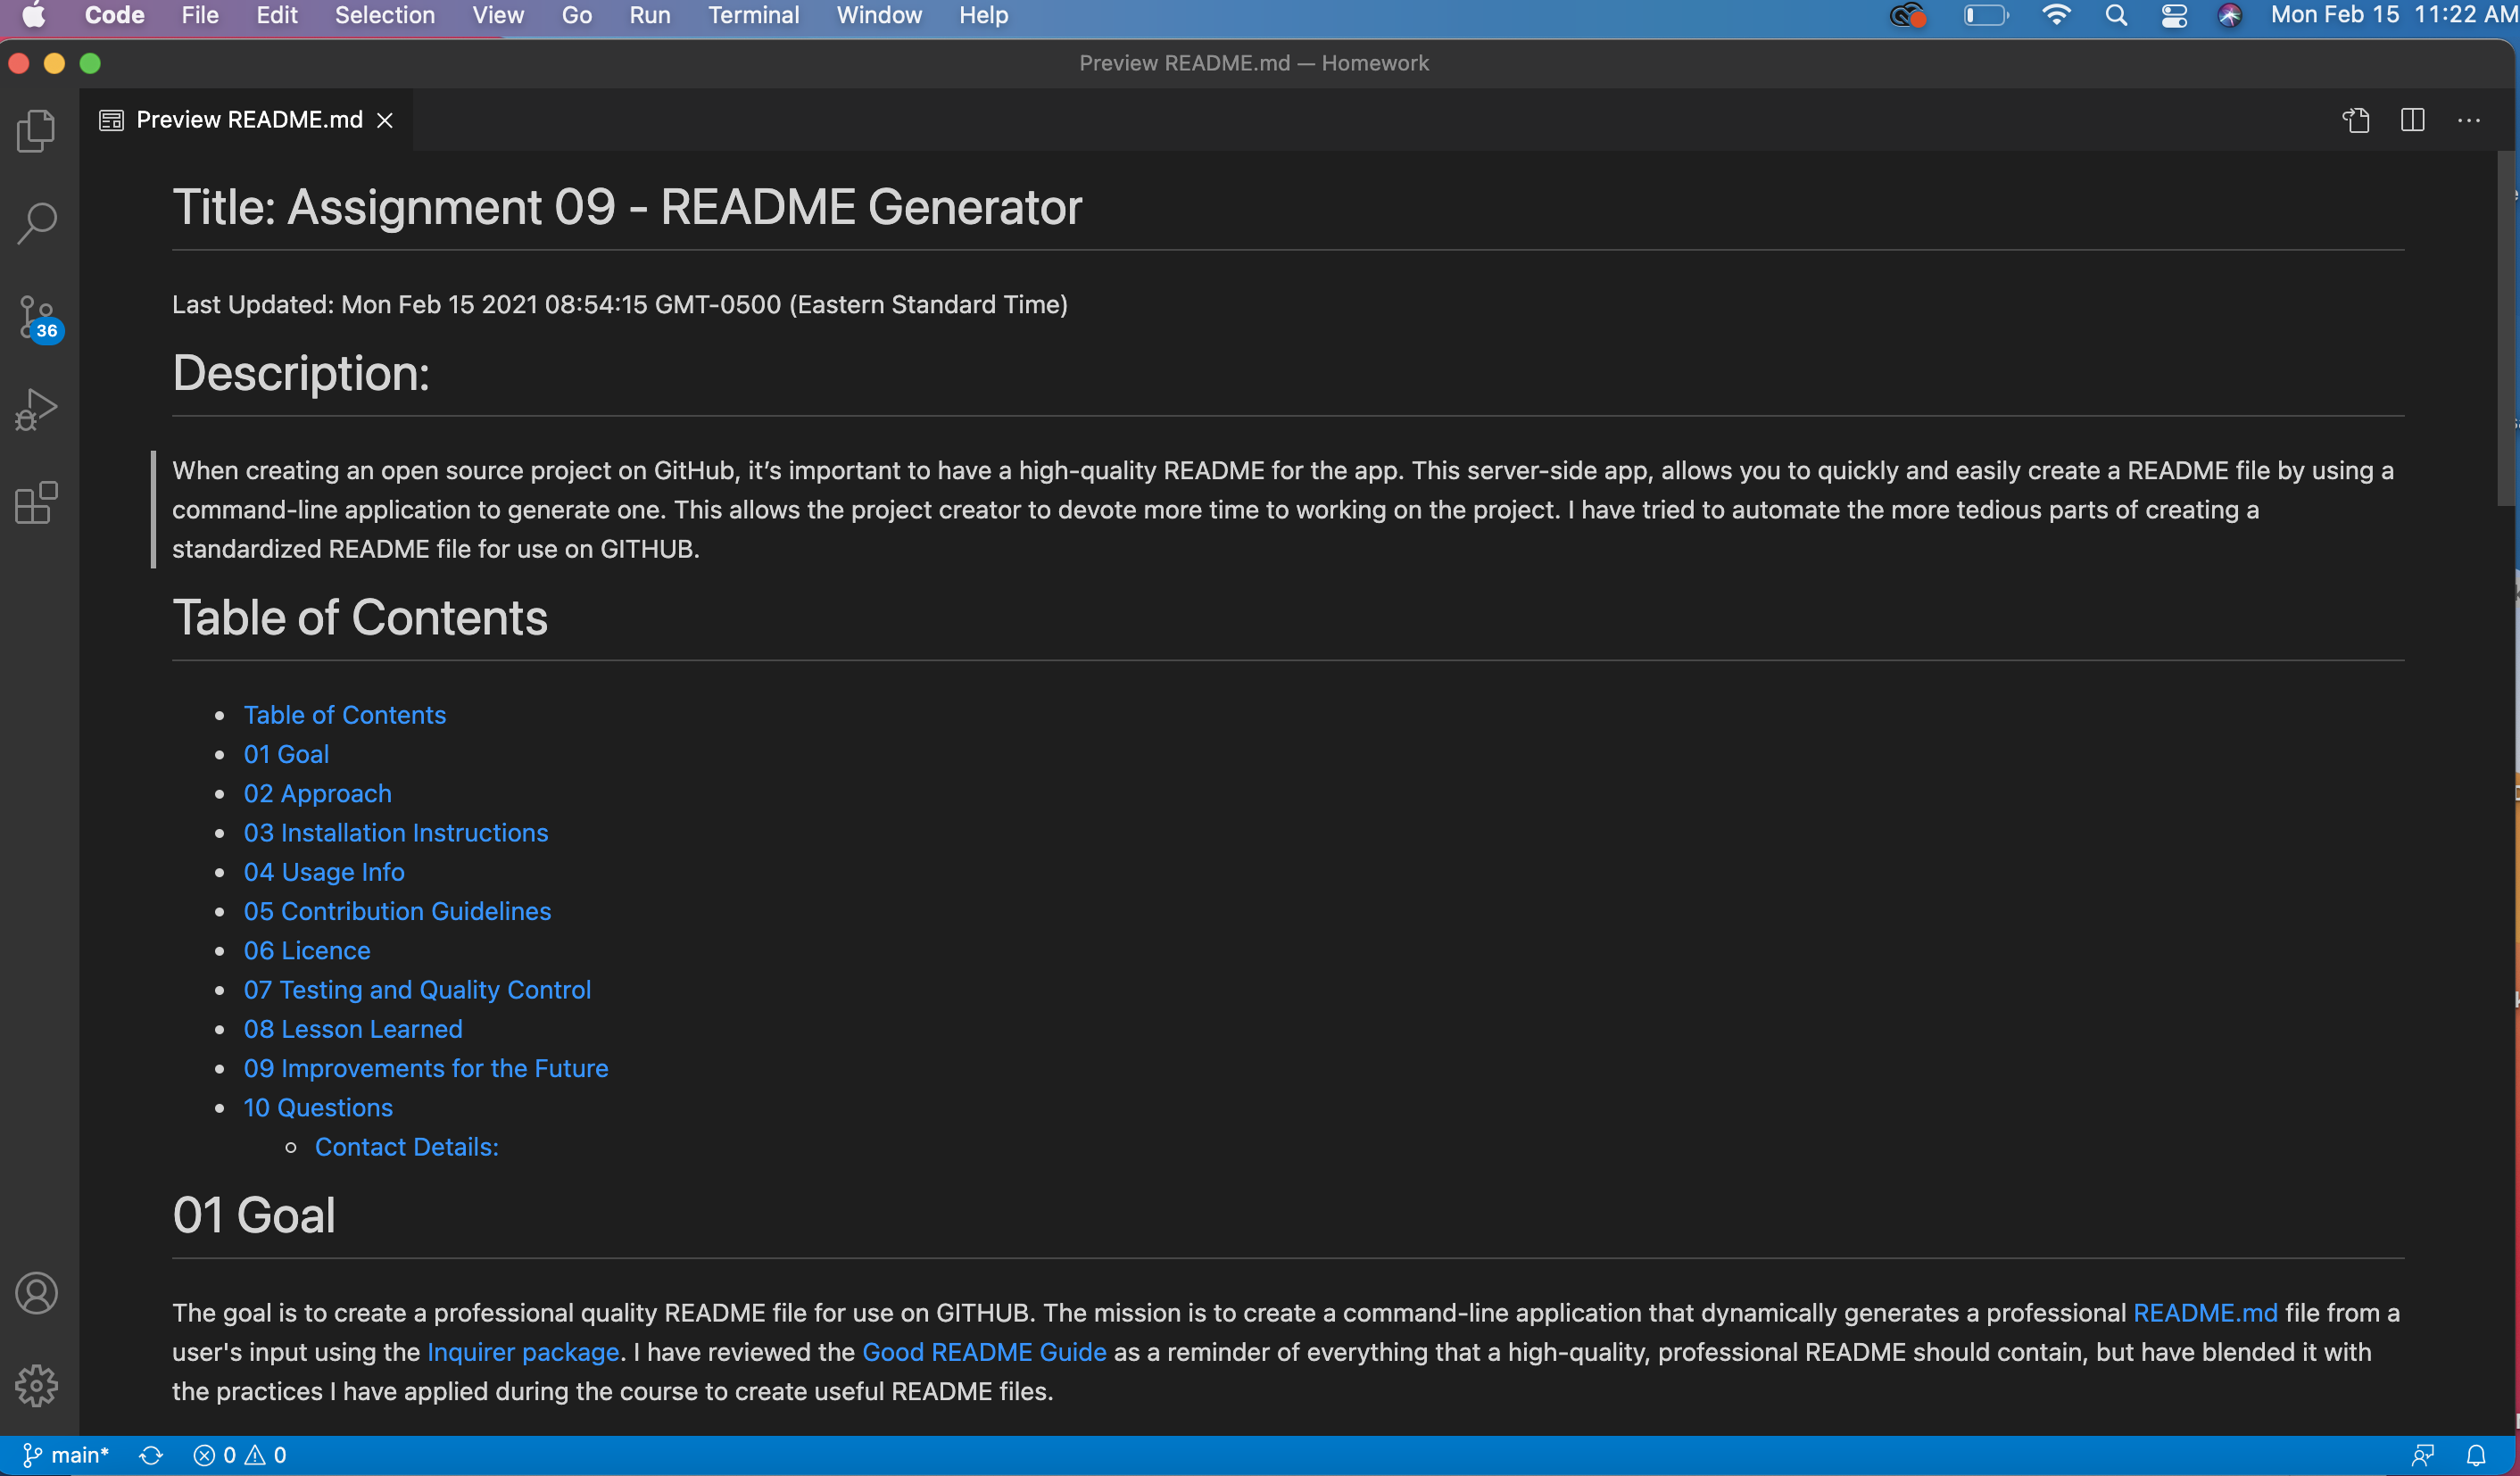 Code File Edit Selection View Go Run Terminal Window Help Mon Feb 15 11:22 AM
Preview README.md — Homework
Preview README.md
Title: Assignment 09 - README Generator
Last Updated: Mon Feb 15 2021 08:54:15 GMT-0500 (Eastern Standard Time)
36
Description:
When creating an open source project on GitHub, it’s important to have a high-quality README for the app. This server-side app, allows you to quickly and easily create a README file by using a
command-line application to generate one. This allows the project creator to devote more time to working on the project. I have tried to automate the more tedious parts of creating a
standardized README file for use on GITHUB.
Table of Contents
Table of Contents
01 Goal
02 Approach
03 Installation Instructions
04 Usage Info
05 Contribution Guidelines
06 Licence
07 Testing and Quality Control
08 Lesson Learned
09 Improvements for the Future
10 Questions
Contact Details:
01 Goal
The goal is to create a professional quality README file for use on GITHUB. The mission is to create a command-line application that dynamically generates a professional README.md file from a
user's input using the Inquirer package. I have reviewed the Good README Guide as a reminder of everything that a high-quality, professional README should contain, but have blended it with
the practices I have applied during the course to create useful README files.
main* 0 0